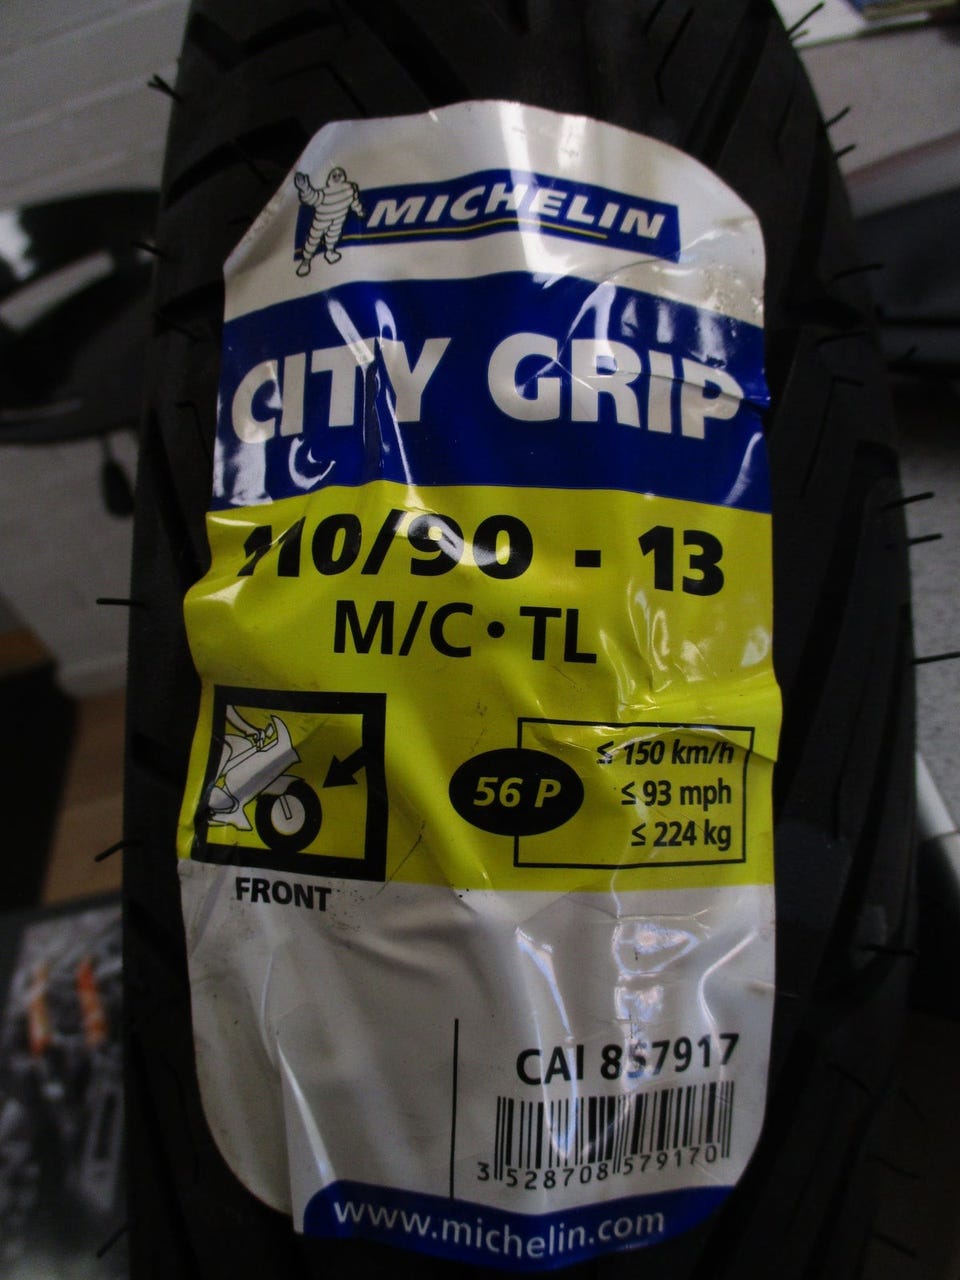 MICHELIN
CITY GRIP
110/90 - 13
M/C • TL
≤ 150 km/h
56 P
≤ 93 mph
≤ 224 kg
FRONT
CAI 857917
3 528708 579170
www.michelin.com